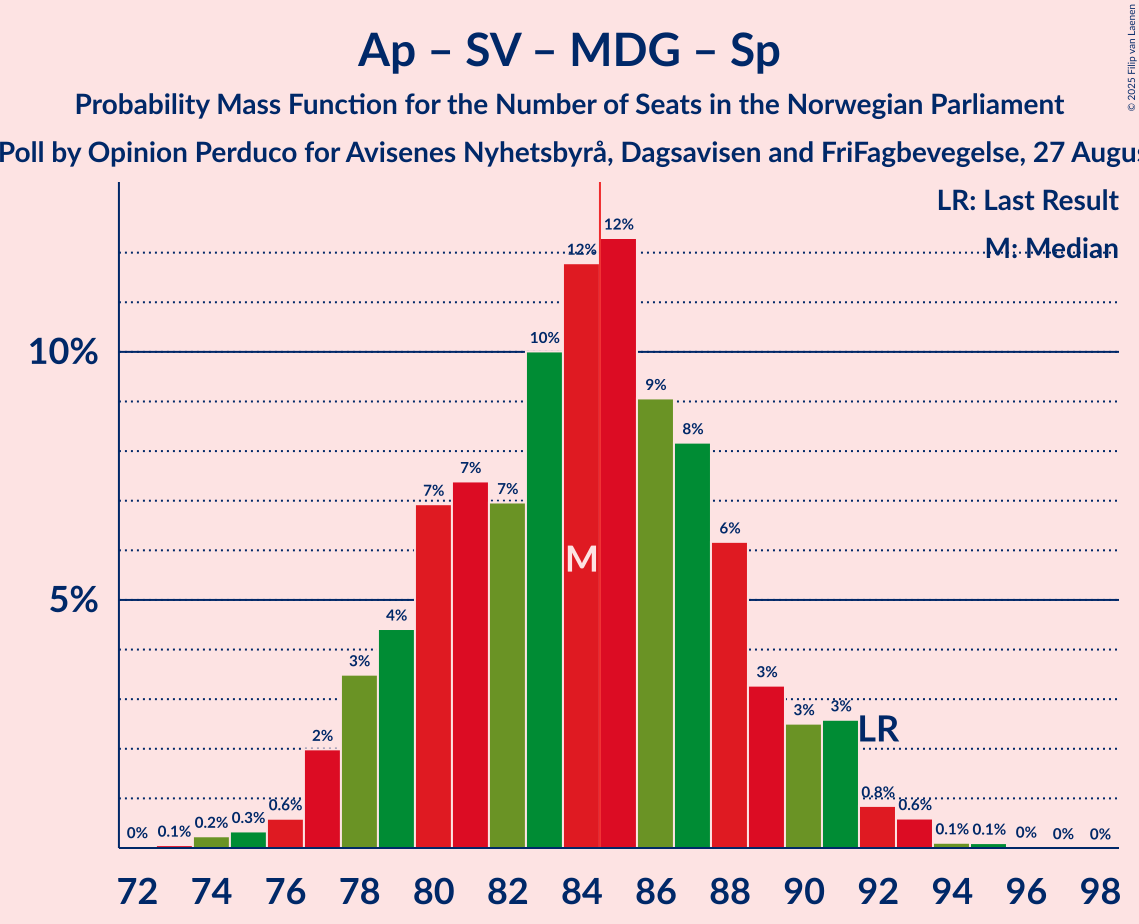 Ap – SV – MDG – Sp
Probability Mass Function for the Number of Seats in the Norwegian Parliament
Poll by Opinion Perduco for Avisenes Nyhetsbyrå, Dagsavisen and FriFagbevegelse, 27 Augus
© 2025 Filip van Laenen
LR: Last Result
M: Median
10%
5%
0% 0.1% 0.2% 0.3% 0.6% 2% 3% 4% 7% 7% 7% 10% 12% 12% 9% 8% 6% 3% 3% 3% 0.8% 0.6% 0.1% 0.1% 0% 0% 0%
M
LR
72 74 76 78 80 82 84 86 88 90 92 94 96 98